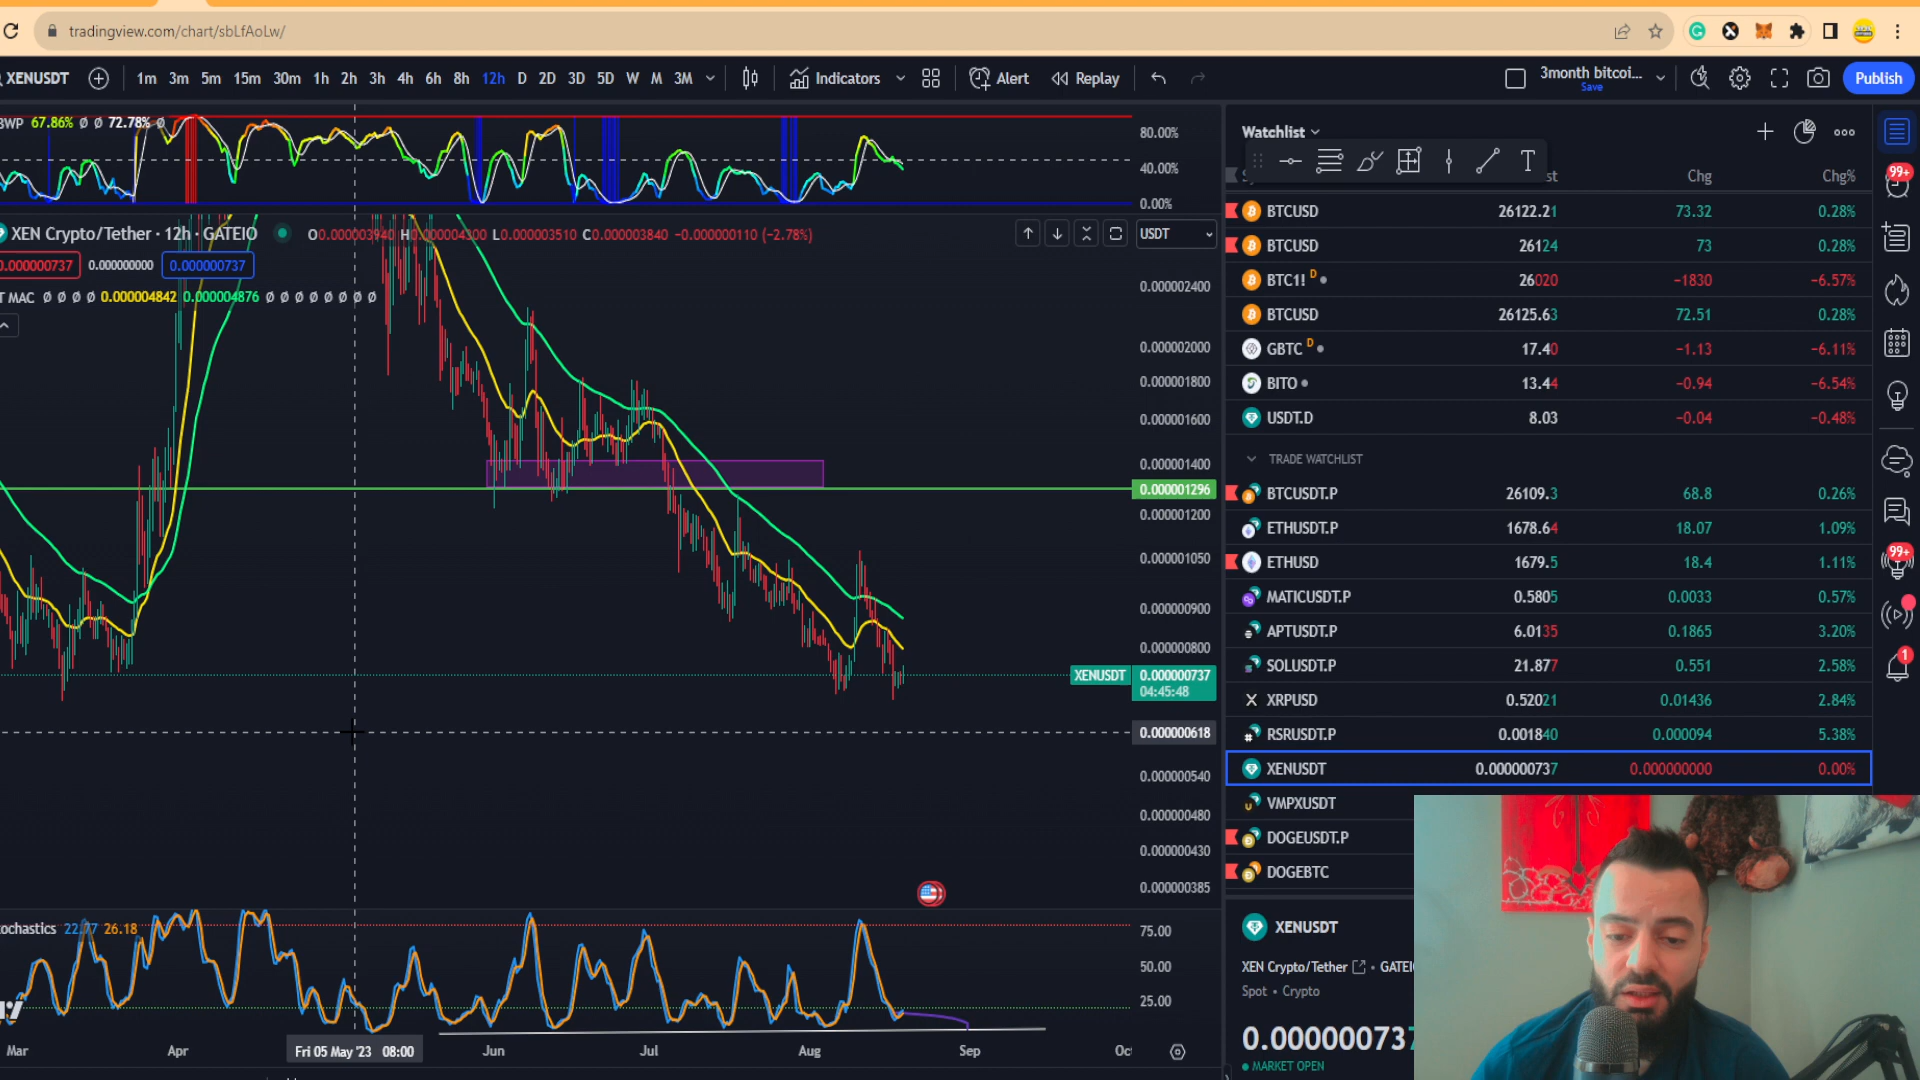 tradingview.com/chart/sbLfAoLw/
XENUSDT 1m 3m 5m 15m 30m 1h 2h 3h 4h 6h 8h 12h D 2D 3D 5D W M 3M Indicators Alert Replay 3month bitcoi... Save Publish
BWP 67.86% Ø Ø 72.78% Ø
80.00%
40.00%
0.00%
XEN Crypto/Tether · 12h · GATEIO O0.000003940 H0.000004300 L0.000003510 C0.000003840 −0.000000110 (−2.78%) USDT
0.000000737 0.000000000 0.000000737
T MAC Ø Ø Ø Ø 0.000004842 0.000004876 Ø Ø Ø Ø Ø Ø Ø Ø
0.000002400
0.000002000
0.000001800
0.000001600
0.000001400
0.000001296
0.000001200
0.000001050
0.000000900
0.000000800
XENUSDT 0.000000737
04:45:48
0.000000618
0.000000540
0.000000480
0.000000430
0.000000385
ochastics 22.77 26.18
75.00
50.00
25.00
Mar Apr Fri 05 May '23 08:00 Jun Jul Aug Sep Oc
Watchlist
T
st Chg Chg%
BTCUSD 26122.21 73.32 0.28%
BTCUSD 26124 73 0.28%
BTC1! D 26020 −1830 −6.57%
BTCUSD 26125.63 72.51 0.28%
GBTC D 17.40 −1.13 −6.11%
BITO 13.44 −0.94 −6.54%
USDT.D 8.03 −0.04 −0.48%
TRADE WATCHLIST
BTCUSDT.P 26109.3 68.8 0.26%
ETHUSDT.P 1678.64 18.07 1.09%
ETHUSD 1679.5 18.4 1.11%
MATICUSDT.P 0.5805 0.0033 0.57%
APTUSDT.P 6.0135 0.1865 3.20%
SOLUSDT.P 21.877 0.551 2.58%
XRPUSD 0.52021 0.01436 2.84%
RSRUSDT.P 0.001840 0.000094 5.38%
XENUSDT 0.000000737 0.000000000 0.00%
VMPXUSDT
DOGEUSDT.P
DOGEBTC
XENUSDT
XEN Crypto/Tether • GATEI
Spot • Crypto
0.000000737
MARKET OPEN
99+
99+
1